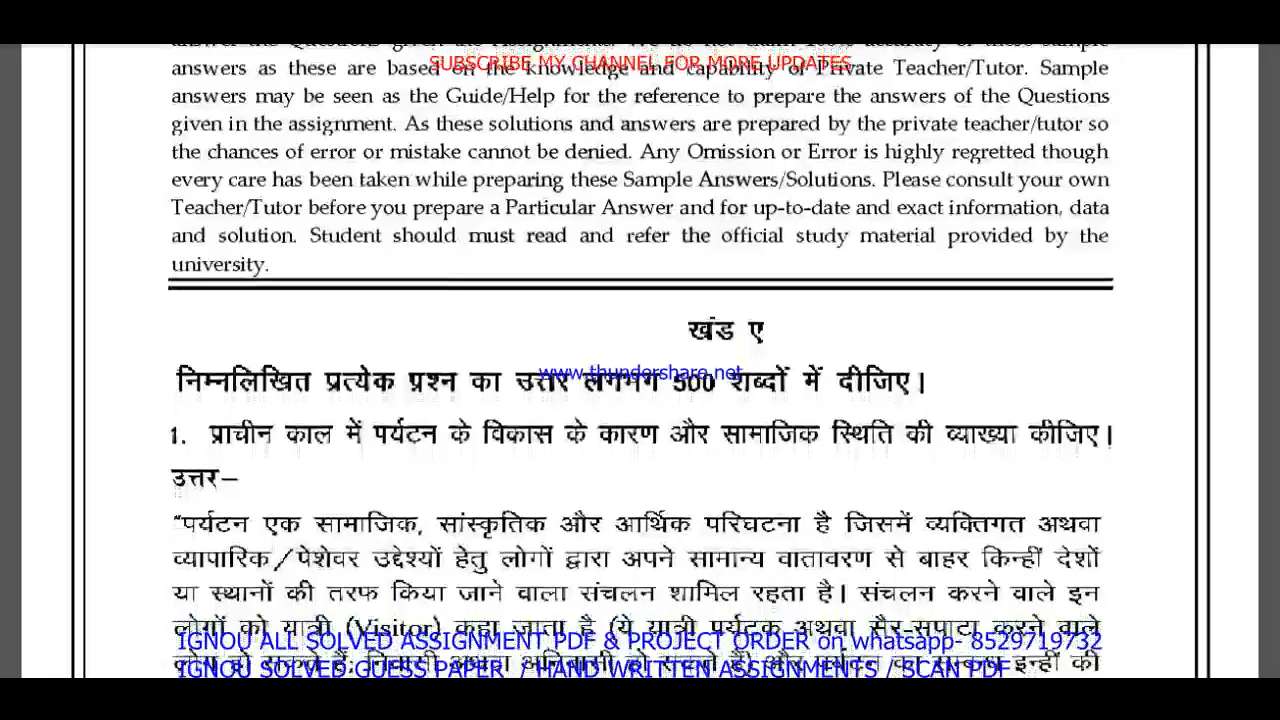 answers as these are based on the knowledge and capability of Private Teacher/Tutor. Sample
SUBSCRIBE MY CHANNEL FOR MORE UPDATES
answers may be seen as the Guide/Help for the reference to prepare the answers of the Questions
given in the assignment. As these solutions and answers are prepared by the private teacher/tutor so
the chances of error or mistake cannot be denied. Any Omission or Error is highly regretted though
every care has been taken while preparing these Sample Answers/Solutions. Please consult your own
Teacher/Tutor before you prepare a Particular Answer and for up-to-date and exact information, data
and solution. Student should must read and refer the official study material provided by the
university.
खंड ए
www.thundershare.net
निम्नलिखित प्रत्येक प्रश्न का उत्तर लगभग 500 शब्दों में दीजिए।
1. प्राचीन काल में पर्यटन के विकास के कारण और सामाजिक स्थिति की व्याख्या कीजिए।
उत्तर–
“पर्यटन एक सामाजिक, सांस्कृतिक और आर्थिक परिघटना है जिसमें व्यक्तिगत अथवा
व्यापारिक/पेशेवर उद्देश्यों हेतु लोगों द्वारा अपने सामान्य वातावरण से बाहर किन्हीं देशों
या स्थानों की तरफ किया जाने वाला संचलन शामिल रहता है। संचलन करने वाले इन
लोगों को यात्री (Visitor) कहा जाता है (ये यात्री पर्यटक अथवा सैर-सपाटा करने वाले
IGNOU ALL SOLVED ASSIGNMENT PDF & PROJECT ORDER on whatsapp- 8529719732
IGNOU SOLVED GUESS PAPER / HAND WRITTEN ASSIGNMENTS / SCAN PDF